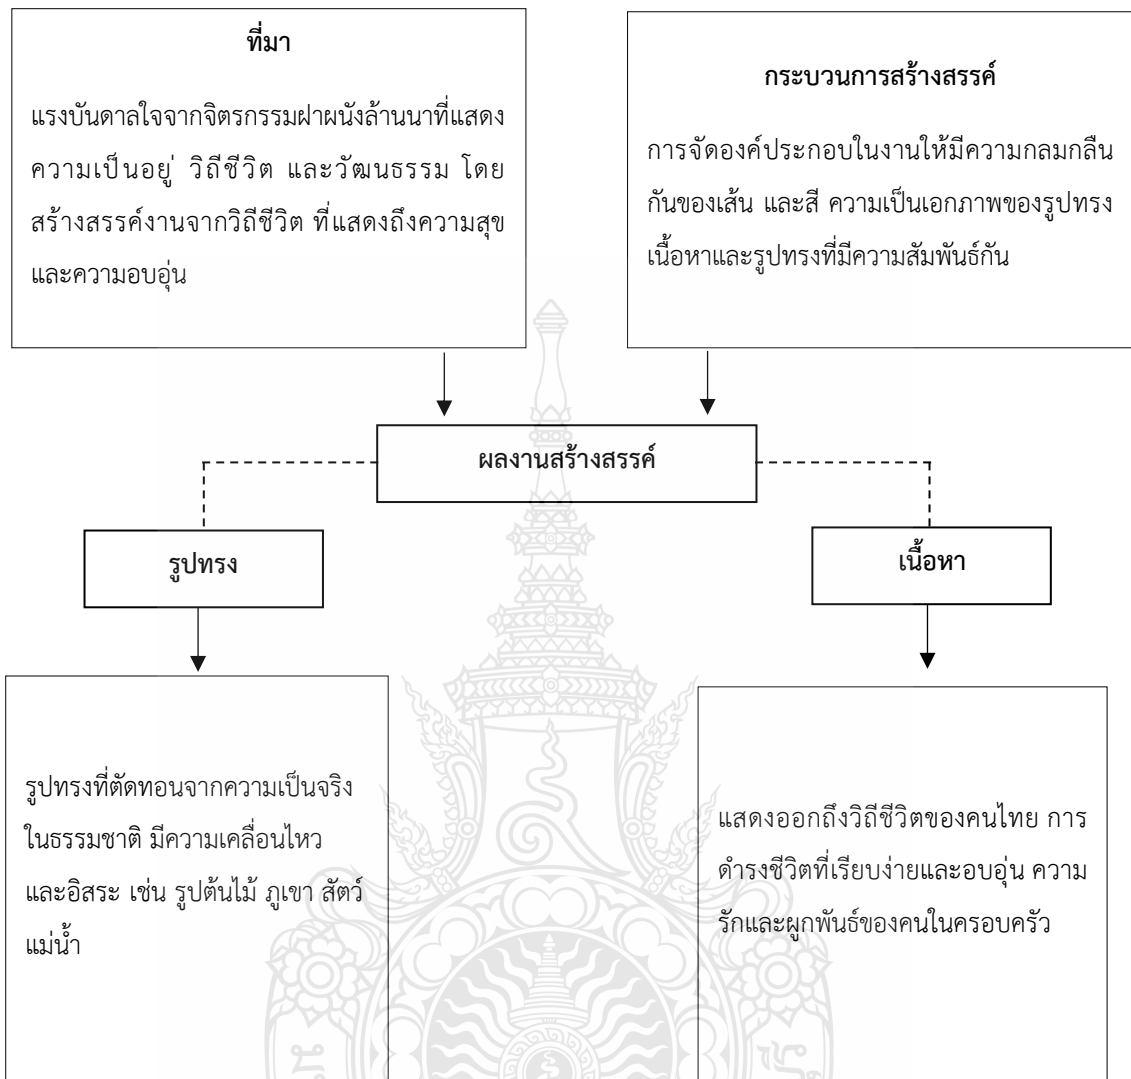 ที่มา
แรงบันดาลใจจากจิตรกรรมฝาผนังล้านนาที่แสดง
ความเป็นอยู่ วิถีชีวิต และวัฒนธรรม โดย
สร้างสรรค์งานจากวิถีชีวิต ที่แสดงถึงความสุข
และความอบอุ่น
กระบวนการสร้างสรรค์
การจัดองค์ประกอบในงานให้มีความกลมกลืน
กันของเส้น และสี ความเป็นเอกภาพของรูปทรง
เนื้อหาและรูปทรงที่มีความสัมพันธ์กัน
ผลงานสร้างสรรค์
รูปทรง
เนื้อหา
รูปทรงที่ตัดทอนจากความเป็นจริง
ในธรรมชาติ มีความเคลื่อนไหว
และอิสระ เช่น รูปต้นไม้ ภูเขา สัตว์
แม่น้ำ
แสดงออกถึงวิถีชีวิตของคนไทย การ
ดำรงชีวิตที่เรียบง่ายและอบอุ่น ความ
รักและผูกพันธ์ของคนในครอบครัว